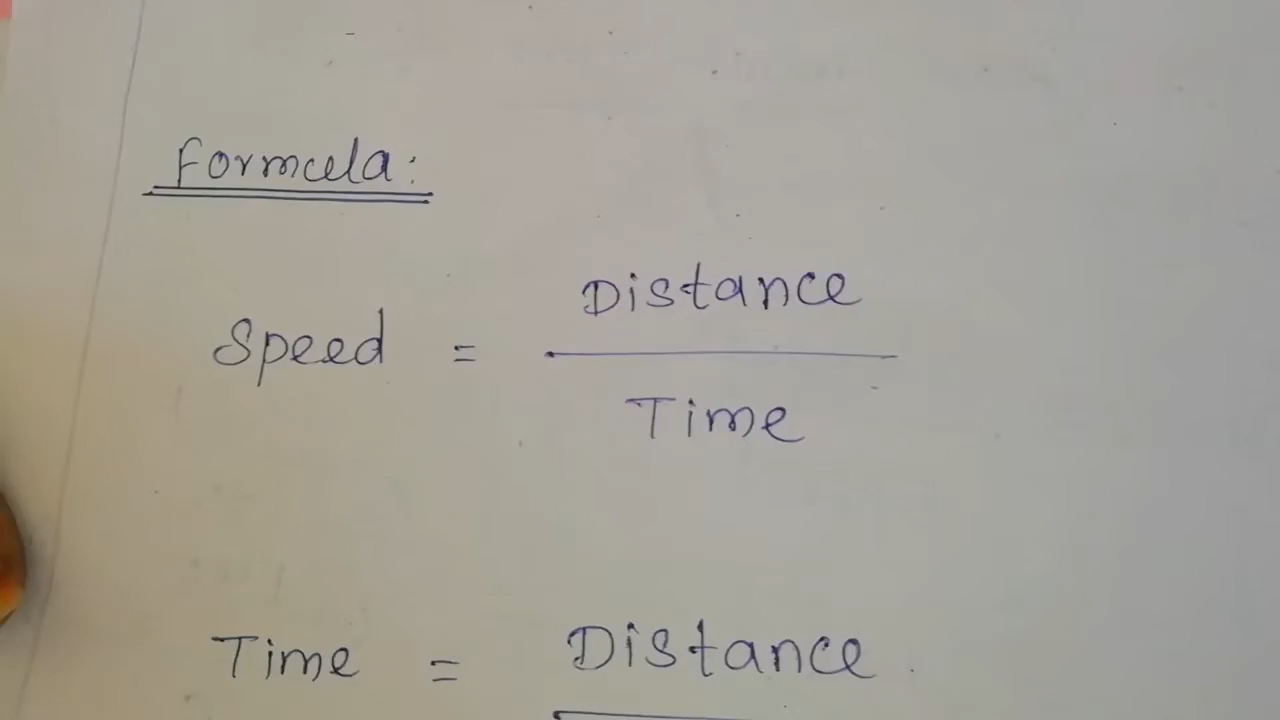 Formula:
Distance
Speed = 
Time
Time = Distance